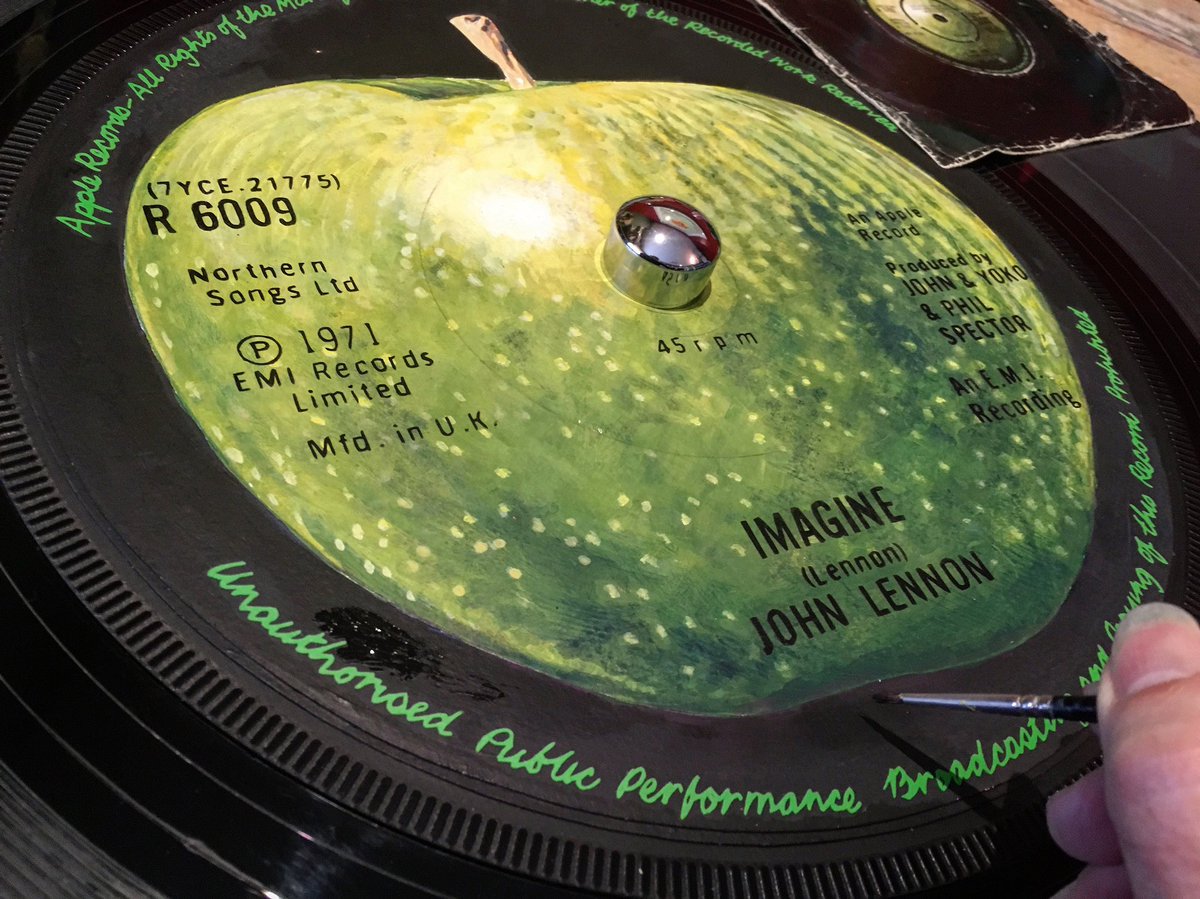 Apple Records-All Rights of the
of the Recorded Work Reserved
(7YCE.21775)
R 6009
Northern
Songs Ltd
Ⓟ 1971
EMI Records
Limited
Mfd. in U.K.
45 rpm
An Apple
Record
Produced by
JOHN & YOKO
& PHIL
SPECTOR
An E.M.I.
Recording
IMAGINE
(Lennon)
JOHN LENNON
Unauthorised Public Performance Broadcasting and Copying of this Record Prohibited